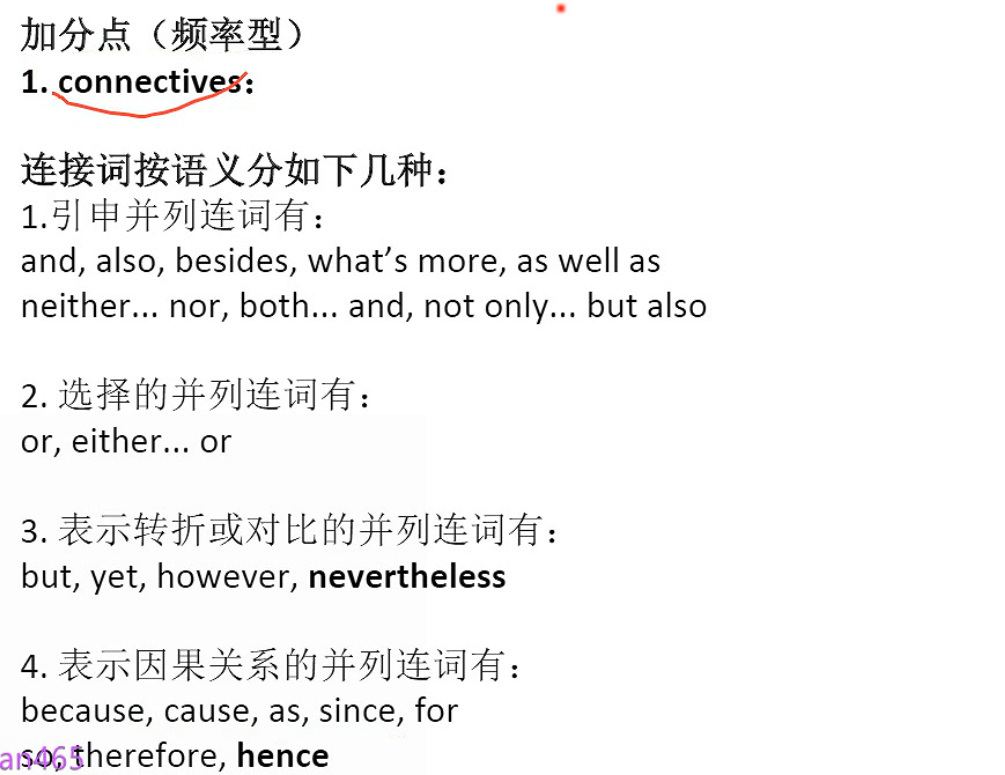 加分点（频率型）
1. connectives:
连接词按语义分如下几种：
1.引申并列连词有：
and, also, besides, what’s more, as well as
neither... nor, both... and, not only... but also
2. 选择的并列连词有：
or, either... or
3. 表示转折或对比的并列连词有：
but, yet, however, nevertheless
4. 表示因果关系的并列连词有：
because, cause, as, since, for
so, therefore, hence
an465